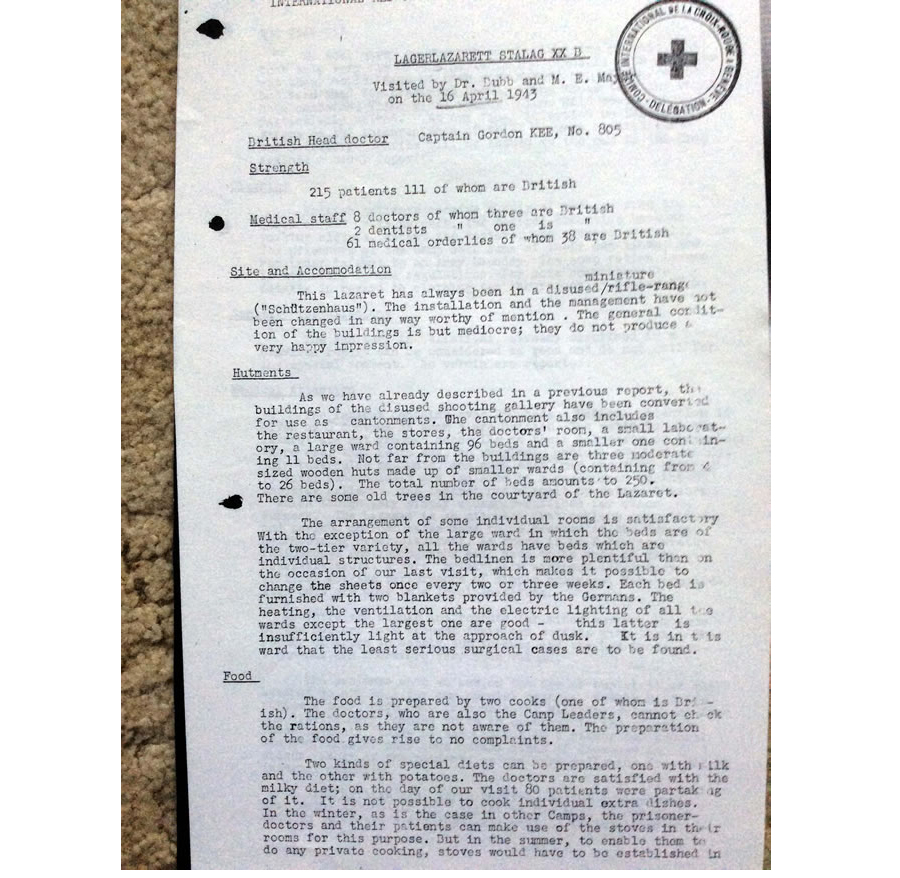 LAGERLAZARETT STALAG XX B
COMITÉ INTERNATIONAL DE LA CROIX-ROUGE A GENÈVE
- DÉLÉGATION -
Visited by Dr. Bubb and M. E.
on the 16 April 1943
British Head doctor Captain Gordon KEE, No. 805
Strength
215 patients 111 of whom are British
Medical staff 8 doctors of whom three are British
2 dentists " one is "
61 medical orderlies of whom 38 are British
Site and Accommodation
miniature
This lazaret has always been in a disused/rifle-range
("Schützenhaus"). The installation and the management have not
been changed in any way worthy of mention . The general condit-
ion of the buildings is but mediocre; they do not produce a
very happy inpression.
Hutments
As we have already described in a previous report, the
buildings of the disused shooting gallery have been converted
for use as cantonments. The cantonment also includes
the restaurant, the stores, the doctors' room, a small laborat-
ory, a large ward containing 96 beds and a smaller one contain-
ing 11 beds. Not far from the buildings are three moderate
sized wooden huts made up of smaller wards (containing from 4
to 26 beds). The total number of beds amounts to 250.
There are some old trees in the courtyard of the Lazaret.
The arrangement of some individual rooms is satisfactory
With the exception of the large ward in which the beds are of
the two-tier variety, all the wards have beds which are
individual structures. The bedlinen is more plentiful than on
the occasion of our last visit, which makes it possible to
change the sheets once every two or three weeks. Each bed is
furnished with two blankets provided by the Germans. The
heating, the ventilation and the electric lighting of all the
wards except the largest one are good - this latter is
insufficiently light at the approach of dusk. It is in this
ward that the least serious surgical cases are to be found.
Food
The food is prepared by two cooks (one of whom is Brit-
ish). The doctors, who are also the Camp Leaders, cannot check
the rations, as they are not aware of them. The preparation
of the food gives rise to no complaints.
Two kinds of special diets can be prepared, one with milk
and the other with potatoes. The doctors are satisfied with the
milky diet; on the day of our visit 80 patients were partaking
of it. It is not possible to cook individual extra dishes.
In the winter, as is the case in other Camps, the prisoner-
doctors and their patients can make use of the stoves in their
rooms for this purpose. But in the summer, to enable them to
do any private cooking, stoves would have to be established in